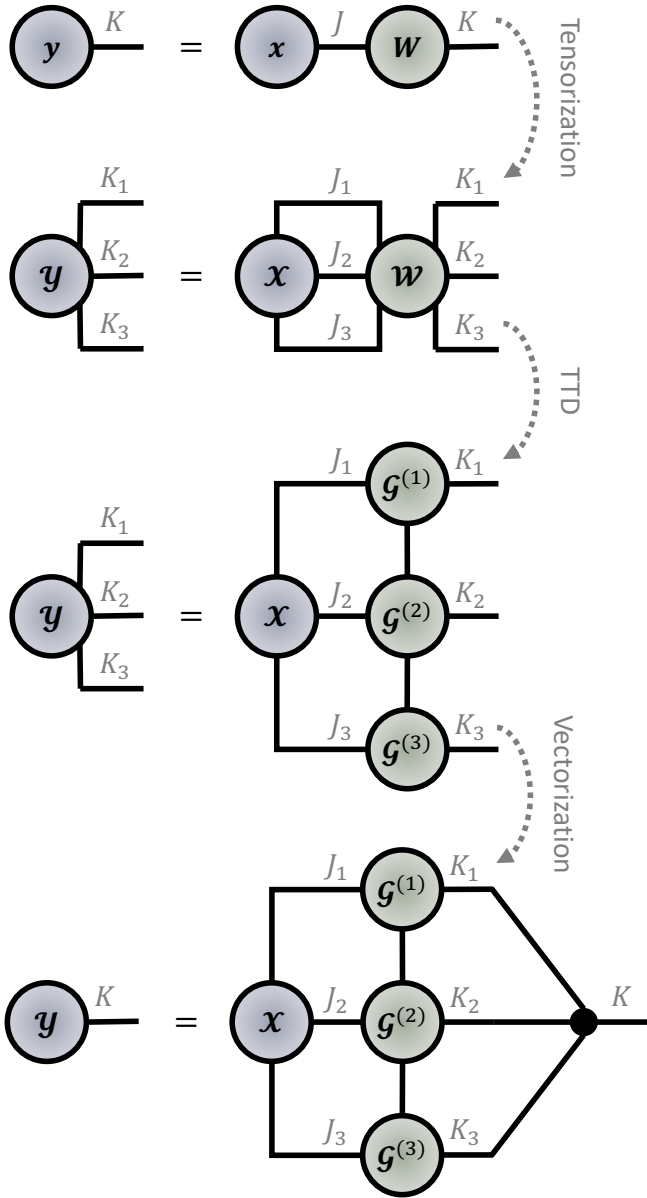 y K = x J W K
Tensorization
K₁ J₁ K₁
𝒴 K₂ = 𝒳 J₂ 𝒲 K₂
K₃ J₃ K₃
TTD
J₁ 𝒢⁽¹⁾ K₁
K₁
𝒴 K₂ = 𝒳 J₂ 𝒢⁽²⁾ K₂
K₃
J₃ 𝒢⁽³⁾ K₃
Vectorization
J₁ 𝒢⁽¹⁾ K₁
𝒴 K = 𝒳 J₂ 𝒢⁽²⁾ K₂ K
J₃ 𝒢⁽³⁾ K₃